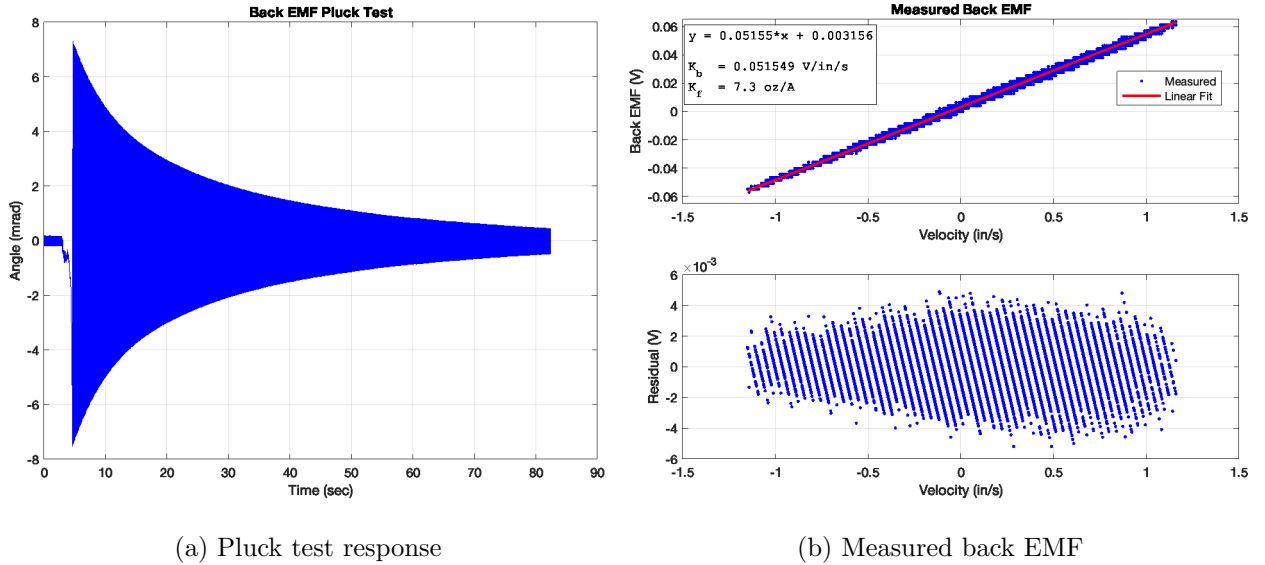 Back EMF Pluck Test
8
6
4
2
0
-2
-4
-6
-8
Angle (mrad)
0 10 20 30 40 50 60 70 80 90
Time (sec)
(a) Pluck test response
Measured Back EMF
0.06
0.04
0.02
0
-0.02
-0.04
-0.06
Back EMF (V)
y = 0.05155*x + 0.003156
K_b = 0.051549 V/in/s
K_f = 7.3 oz/A
Measured
Linear Fit
-1.5 -1 -0.5 0 0.5 1 1.5
Velocity (in/s)
×10⁻³
6
4
2
0
-2
-4
-6
Residual (V)
-1.5 -1 -0.5 0 0.5 1 1.5
Velocity (in/s)
(b) Measured back EMF